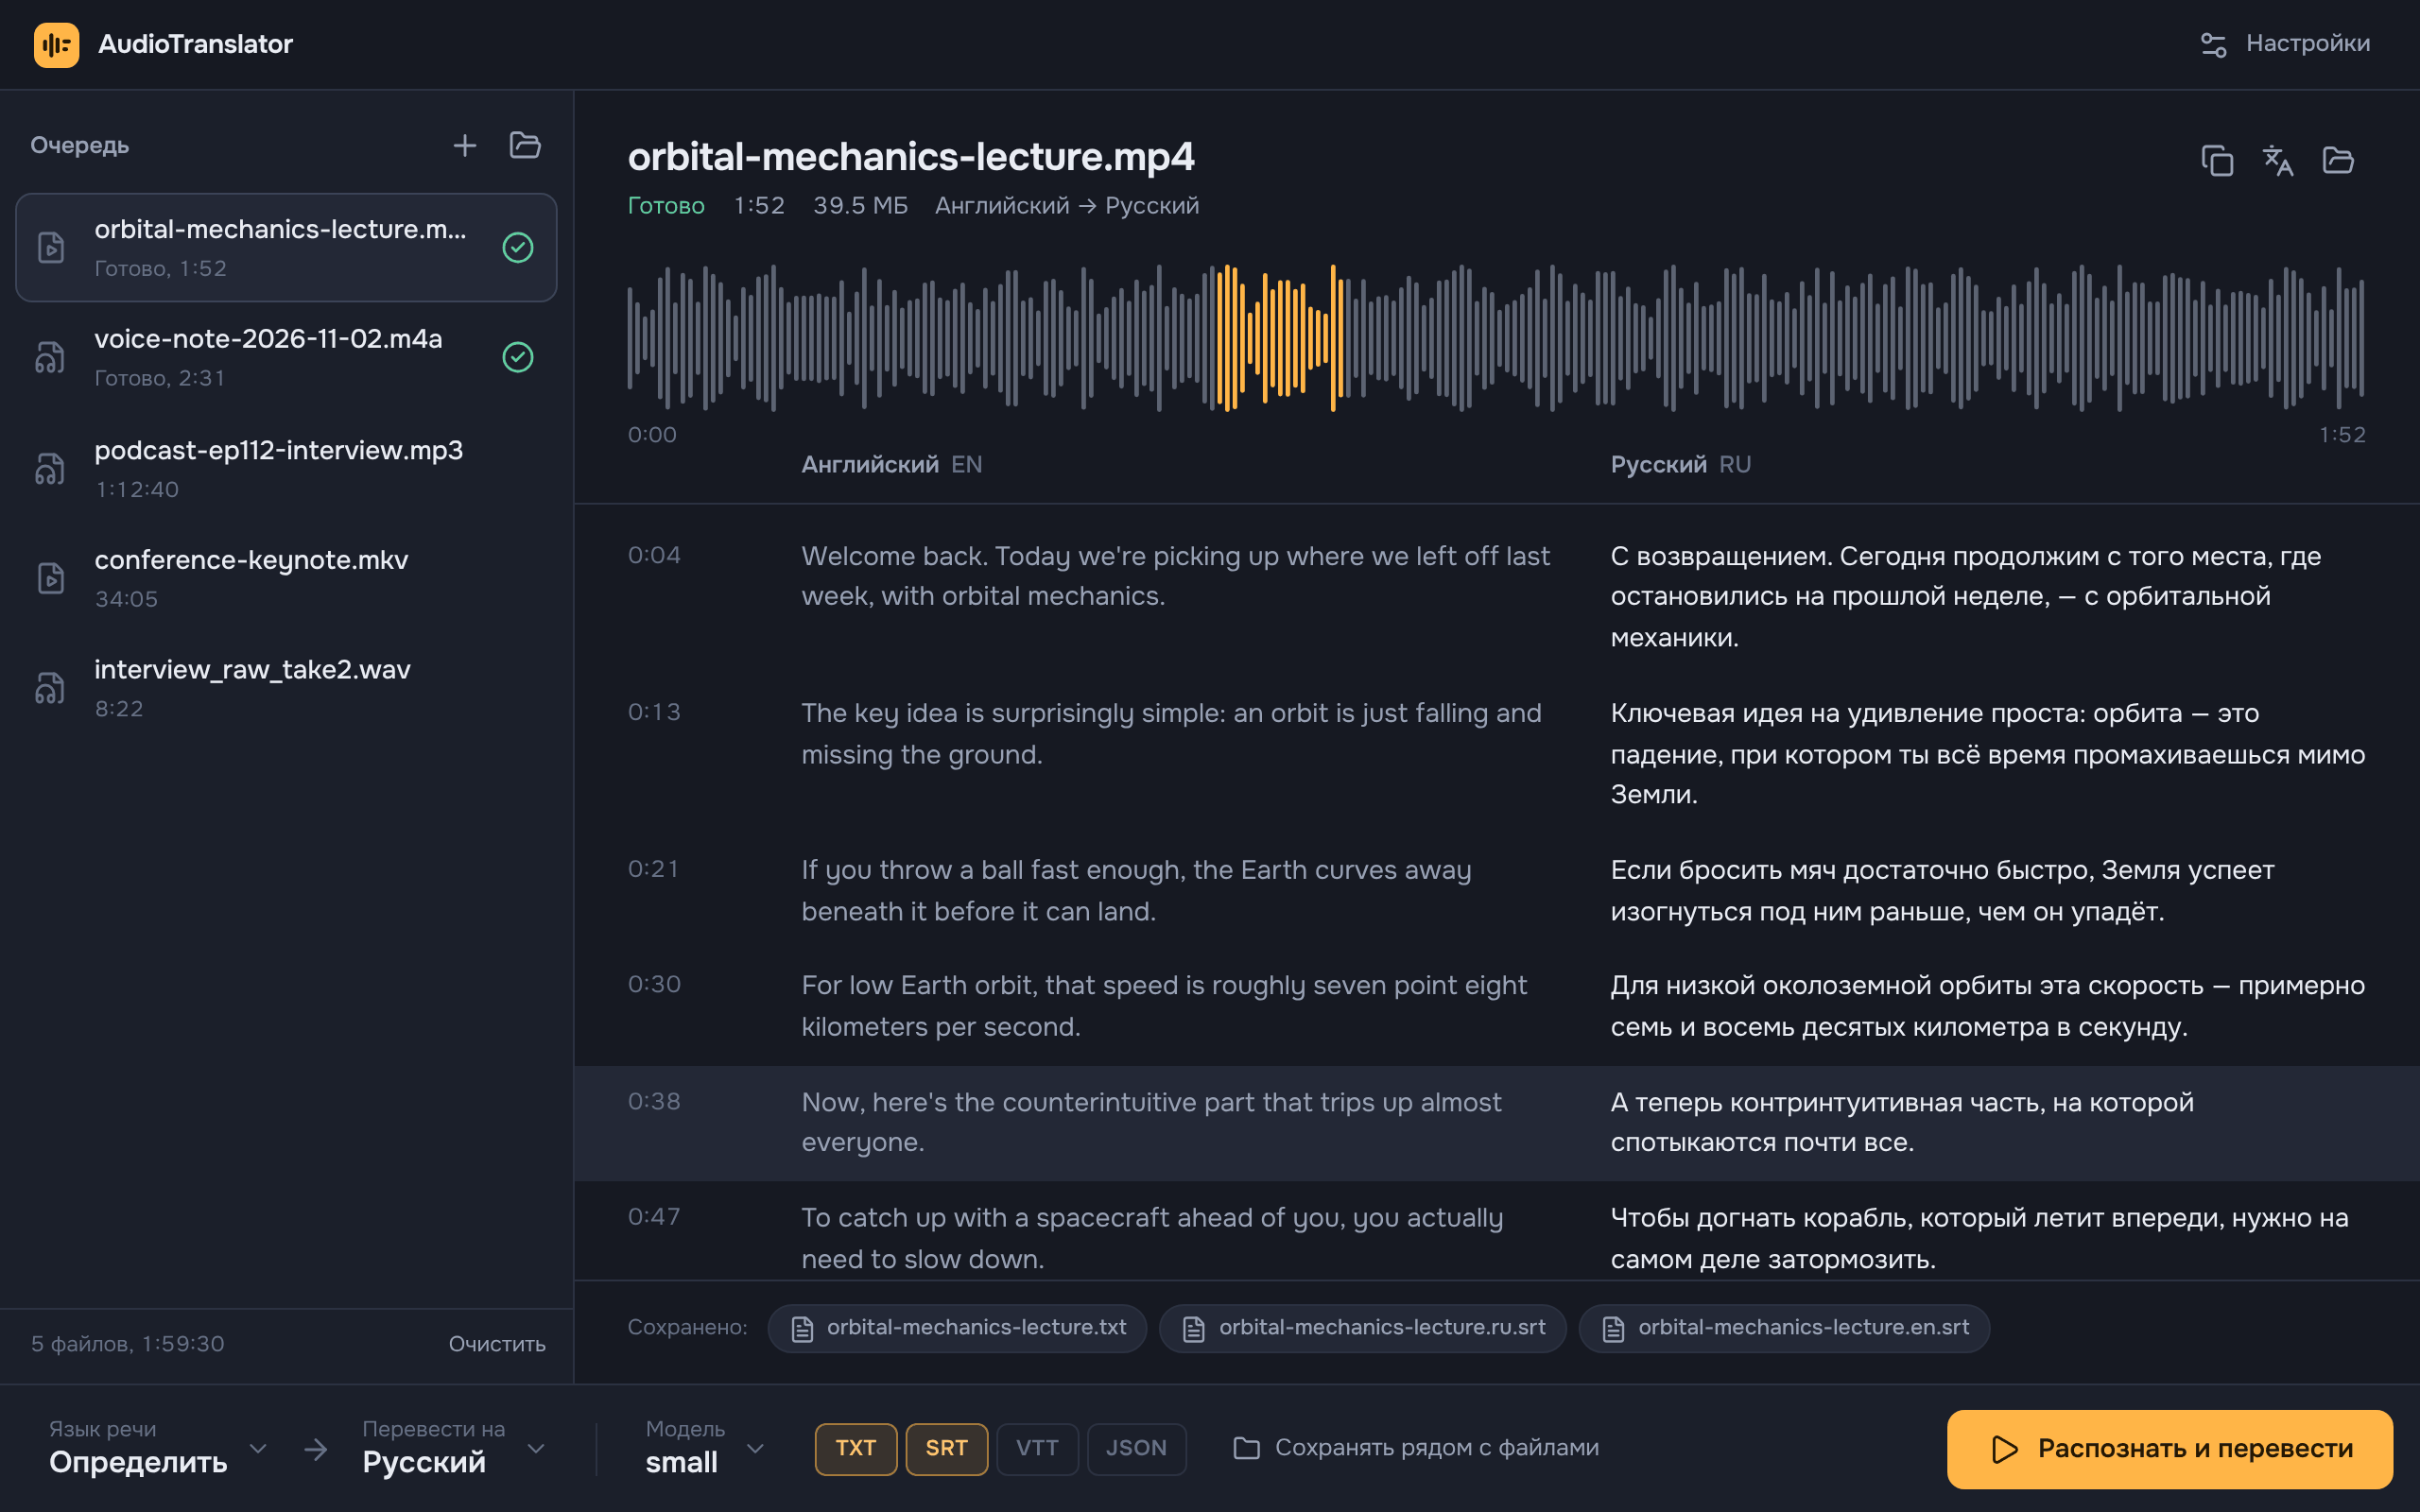 AudioTranslator
Настройки
Очередь
orbital-mechanics-lecture.m...
Готово, 1:52
voice-note-2026-11-02.m4a
Готово, 2:31
podcast-ep112-interview.mp3
1:12:40
conference-keynote.mkv
34:05
interview_raw_take2.wav
8:22
5 файлов, 1:59:30
Очистить
orbital-mechanics-lecture.mp4
Готово 1:52 39.5 МБ Английский → Русский
0:00
1:52
Английский EN
Русский RU
0:04
Welcome back. Today we're picking up where we left off last
week, with orbital mechanics.
С возвращением. Сегодня продолжим с того места, где
остановились на прошлой неделе, — с орбитальной
механики.
0:13
The key idea is surprisingly simple: an orbit is just falling and
missing the ground.
Ключевая идея на удивление проста: орбита — это
падение, при котором ты всё время промахиваешься мимо
Земли.
0:21
If you throw a ball fast enough, the Earth curves away
beneath it before it can land.
Если бросить мяч достаточно быстро, Земля успеет
изогнуться под ним раньше, чем он упадёт.
0:30
For low Earth orbit, that speed is roughly seven point eight
kilometers per second.
Для низкой околоземной орбиты эта скорость — примерно
семь и восемь десятых километра в секунду.
0:38
Now, here's the counterintuitive part that trips up almost
everyone.
А теперь контринтуитивная часть, на которой
спотыкаются почти все.
0:47
To catch up with a spacecraft ahead of you, you actually
need to slow down.
Чтобы догнать корабль, который летит впереди, нужно на
самом деле затормозить.
Сохранено:
orbital-mechanics-lecture.txt
orbital-mechanics-lecture.ru.srt
orbital-mechanics-lecture.en.srt
Язык речи
Определить
Перевести на
Русский
Модель
small
TXT
SRT
VTT
JSON
Сохранять рядом с файлами
Распознать и перевести